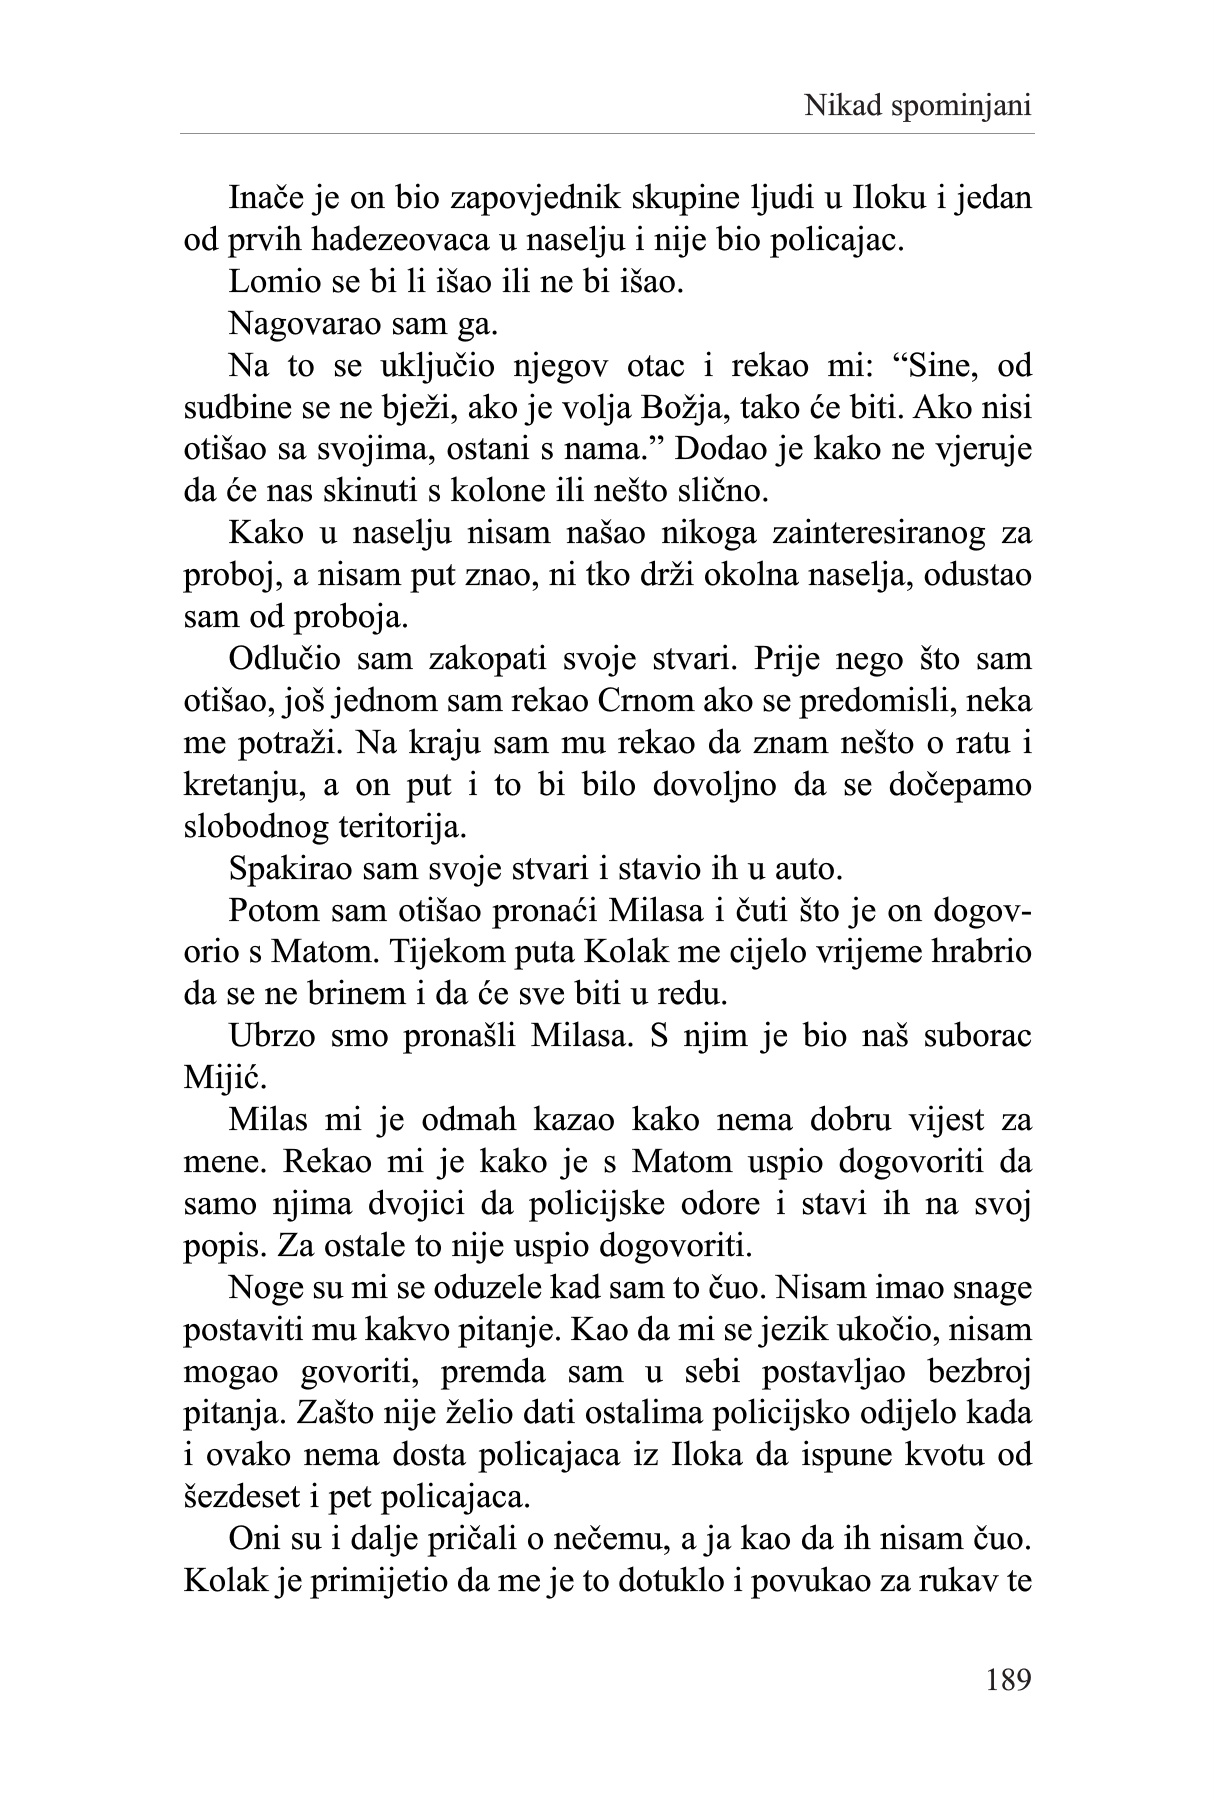 Nikad spominjani
Inače je on bio zapovjednik skupine ljudi u Iloku i jedan
od prvih hadezeovaca u naselju i nije bio policajac.
Lomio se bi li išao ili ne bi išao.
Nagovarao sam ga.
Na to se uključio njegov otac i rekao mi: “Sine, od
sudbine se ne bježi, ako je volja Božja, tako će biti. Ako nisi
otišao sa svojima, ostani s nama.” Dodao je kako ne vjeruje
da će nas skinuti s kolone ili nešto slično.
Kako u naselju nisam našao nikoga zainteresiranog za
proboj, a nisam put znao, ni tko drži okolna naselja, odustao
sam od proboja.
Odlučio sam zakopati svoje stvari. Prije nego što sam
otišao, još jednom sam rekao Crnom ako se predomisli, neka
me potraži. Na kraju sam mu rekao da znam nešto o ratu i
kretanju, a on put i to bi bilo dovoljno da se dočepamo
slobodnog teritorija.
Spakirao sam svoje stvari i stavio ih u auto.
Potom sam otišao pronaći Milasa i čuti što je on dogov-
orio s Matom. Tijekom puta Kolak me cijelo vrijeme hrabrio
da se ne brinem i da će sve biti u redu.
Ubrzo smo pronašli Milasa. S njim je bio naš suborac
Mijić.
Milas mi je odmah kazao kako nema dobru vijest za
mene. Rekao mi je kako je s Matom uspio dogovoriti da
samo njima dvojici da policijske odore i stavi ih na svoj
popis. Za ostale to nije uspio dogovoriti.
Noge su mi se oduzele kad sam to čuo. Nisam imao snage
postaviti mu kakvo pitanje. Kao da mi se jezik ukočio, nisam
mogao govoriti, premda sam u sebi postavljao bezbroj
pitanja. Zašto nije želio dati ostalima policijsko odijelo kada
i ovako nema dosta policajaca iz Iloka da ispune kvotu od
šezdeset i pet policajaca.
Oni su i dalje pričali o nečemu, a ja kao da ih nisam čuo.
Kolak je primijetio da me je to dotuklo i povukao za rukav te
189